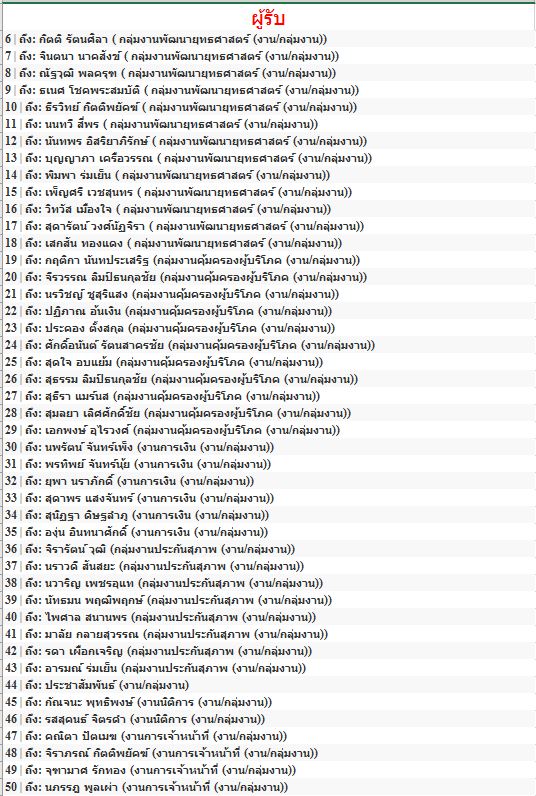 ผู้รับ
6 | ถึง: กิตติ รัตนศิลา ( กลุ่มงานพัฒนายุทธศาสตร์ (งาน/กลุ่มงาน))
7 | ถึง: จินตนา นาคสังข์ ( กลุ่มงานพัฒนายุทธศาสตร์ (งาน/กลุ่มงาน))
8 | ถึง: ณัฐวุฒิ พลครุฑ ( กลุ่มงานพัฒนายุทธศาสตร์ (งาน/กลุ่มงาน))
9 | ถึง: ธเนศ โชคพระสมบัติ ( กลุ่มงานพัฒนายุทธศาสตร์ (งาน/กลุ่มงาน))
10 | ถึง: ธีรวิทย์ กิตติพยัคฆ์ ( กลุ่มงานพัฒนายุทธศาสตร์ (งาน/กลุ่มงาน))
11 | ถึง: นนทวี สีพร ( กลุ่มงานพัฒนายุทธศาสตร์ (งาน/กลุ่มงาน))
12 | ถึง: นันทพร อิสริยาภิรักษ์ ( กลุ่มงานพัฒนายุทธศาสตร์ (งาน/กลุ่มงาน))
13 | ถึง: บุญญาภา เครือวรรณ ( กลุ่มงานพัฒนายุทธศาสตร์ (งาน/กลุ่มงาน))
14 | ถึง: พิมพา ร่มเย็น ( กลุ่มงานพัฒนายุทธศาสตร์ (งาน/กลุ่มงาน))
15 | ถึง: เพ็ญศรี เวชสุนทร ( กลุ่มงานพัฒนายุทธศาสตร์ (งาน/กลุ่มงาน))
16 | ถึง: วิทวัส เมืองใจ ( กลุ่มงานพัฒนายุทธศาสตร์ (งาน/กลุ่มงาน))
17 | ถึง: สุดารัตน์ วงศ์นัฏจิรา ( กลุ่มงานพัฒนายุทธศาสตร์ (งาน/กลุ่มงาน))
18 | ถึง: เสกสัน ทองแดง ( กลุ่มงานพัฒนายุทธศาสตร์ (งาน/กลุ่มงาน))
19 | ถึง: กฤติกา นันทประเสริฐ (กลุ่มงานคุ้มครองผู้บริโภค (งาน/กลุ่มงาน))
20 | ถึง: จีรวรรณ ลิมปิธนกุลชัย (กลุ่มงานคุ้มครองผู้บริโภค (งาน/กลุ่มงาน))
21 | ถึง: นรวิชญ์ ชูสุริแสง (กลุ่มงานคุ้มครองผู้บริโภค (งาน/กลุ่มงาน))
22 | ถึง: ปฏิภาณ อ้นเงิน (กลุ่มงานคุ้มครองผู้บริโภค (งาน/กลุ่มงาน))
23 | ถึง: ประคอง ตั้งสกุล (กลุ่มงานคุ้มครองผู้บริโภค (งาน/กลุ่มงาน))
24 | ถึง: ศักดิ์อนันต์ รัตนสาครชัย (กลุ่มงานคุ้มครองผู้บริโภค (งาน/กลุ่มงาน))
25 | ถึง: สุดใจ อบแย้ม (กลุ่มงานคุ้มครองผู้บริโภค (งาน/กลุ่มงาน))
26 | ถึง: สุธรรม ลิมปิธนกุลชัย (กลุ่มงานคุ้มครองผู้บริโภค (งาน/กลุ่มงาน))
27 | ถึง: สุธีรา แมร์นส (กลุ่มงานคุ้มครองผู้บริโภค (งาน/กลุ่มงาน))
28 | ถึง: สุมลยา เลิศศักดิ์ชัย (กลุ่มงานคุ้มครองผู้บริโภค (งาน/กลุ่มงาน))
29 | ถึง: เอกพงษ์ อุไรวงศ์ (กลุ่มงานคุ้มครองผู้บริโภค (งาน/กลุ่มงาน))
30 | ถึง: นพรัตน์ จันทร์เพ็ง (งานการเงิน (งาน/กลุ่มงาน))
31 | ถึง: พรทิพย์ จันทร์นุ้ย (งานการเงิน (งาน/กลุ่มงาน))
32 | ถึง: ยุพา นราภักดิ์ (งานการเงิน (งาน/กลุ่มงาน))
33 | ถึง: สุดาพร แสงจันทร์ (งานการเงิน (งาน/กลุ่มงาน))
34 | ถึง: สุนิฏฐา ดิษฐลำภู (งานการเงิน (งาน/กลุ่มงาน))
35 | ถึง: องุ่น อินทนาศักดิ์ (งานการเงิน (งาน/กลุ่มงาน))
36 | ถึง: จิรารัตน์ วุฒิ (กลุ่มงานประกันสุภาพ (งาน/กลุ่มงาน))
37 | ถึง: นราวดี สันสยะ (กลุ่มงานประกันสุภาพ (งาน/กลุ่มงาน))
38 | ถึง: นวาริญ เพชรอุแท (กลุ่มงานประกันสุภาพ (งาน/กลุ่มงาน))
39 | ถึง: นัทธมน พฤฒิพฤกษ์ (กลุ่มงานประกันสุภาพ (งาน/กลุ่มงาน))
40 | ถึง: ไพศาล สนานพร (กลุ่มงานประกันสุภาพ (งาน/กลุ่มงาน))
41 | ถึง: มาลัย กลายสุวรรณ (กลุ่มงานประกันสุภาพ (งาน/กลุ่มงาน))
42 | ถึง: รดา เผือกเจริญ (กลุ่มงานประกันสุภาพ (งาน/กลุ่มงาน))
43 | ถึง: อารมณ์ ร่มเย็น (กลุ่มงานประกันสุภาพ (งาน/กลุ่มงาน))
44 | ถึง: ประชาสัมพันธ์ (งาน/กลุ่มงาน)
45 | ถึง: กัณจนะ พุทธิพงษ์ (งานนิติการ (งาน/กลุ่มงาน))
46 | ถึง: รสสุคนธ์ จิตรดำ (งานนิติการ (งาน/กลุ่มงาน))
47 | ถึง: คณิตา ปัตเมฆ (งานการเจ้าหน้าที่ (งาน/กลุ่มงาน))
48 | ถึง: จิราภรณ์ กิตติพยัคฆ์ (งานการเจ้าหน้าที่ (งาน/กลุ่มงาน))
49 | ถึง: จุฑามาศ รักทอง (งานการเจ้าหน้าที่ (งาน/กลุ่มงาน))
50 | ถึง: นภรรฎ พูลเผ่า (งานการเจ้าหน้าที่ (งาน/กลุ่มงาน))